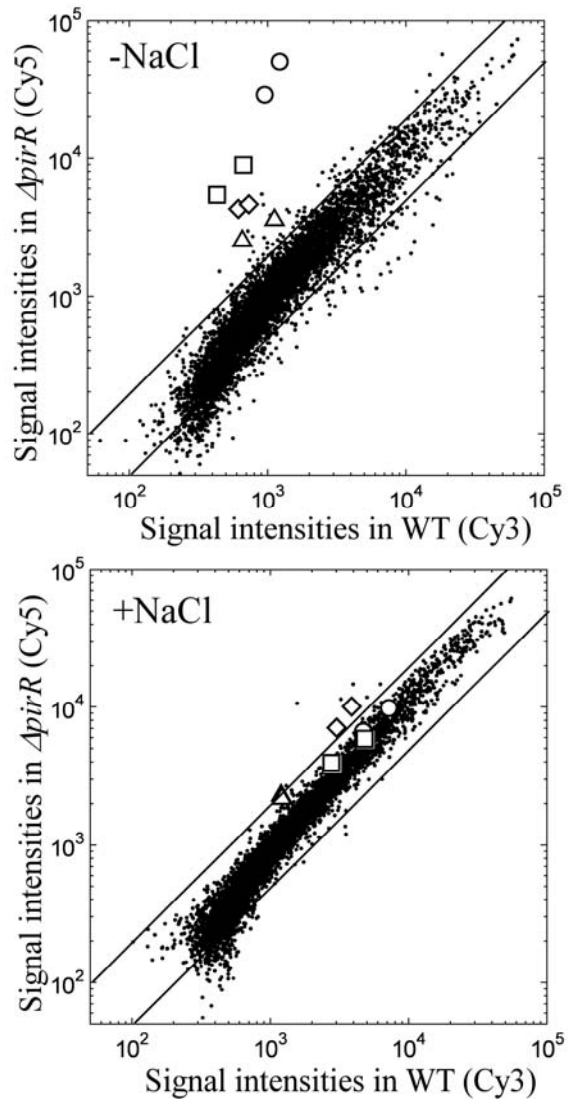 -NaCl
Signal intensities in ΔpirR (Cy5)
10^5
10^4
10^3
10^2
10^2 10^3 10^4 10^5
Signal intensities in WT (Cy3)
+NaCl
Signal intensities in ΔpirR (Cy5)
10^5
10^4
10^3
10^2
10^2 10^3 10^4 10^5
Signal intensities in WT (Cy3)